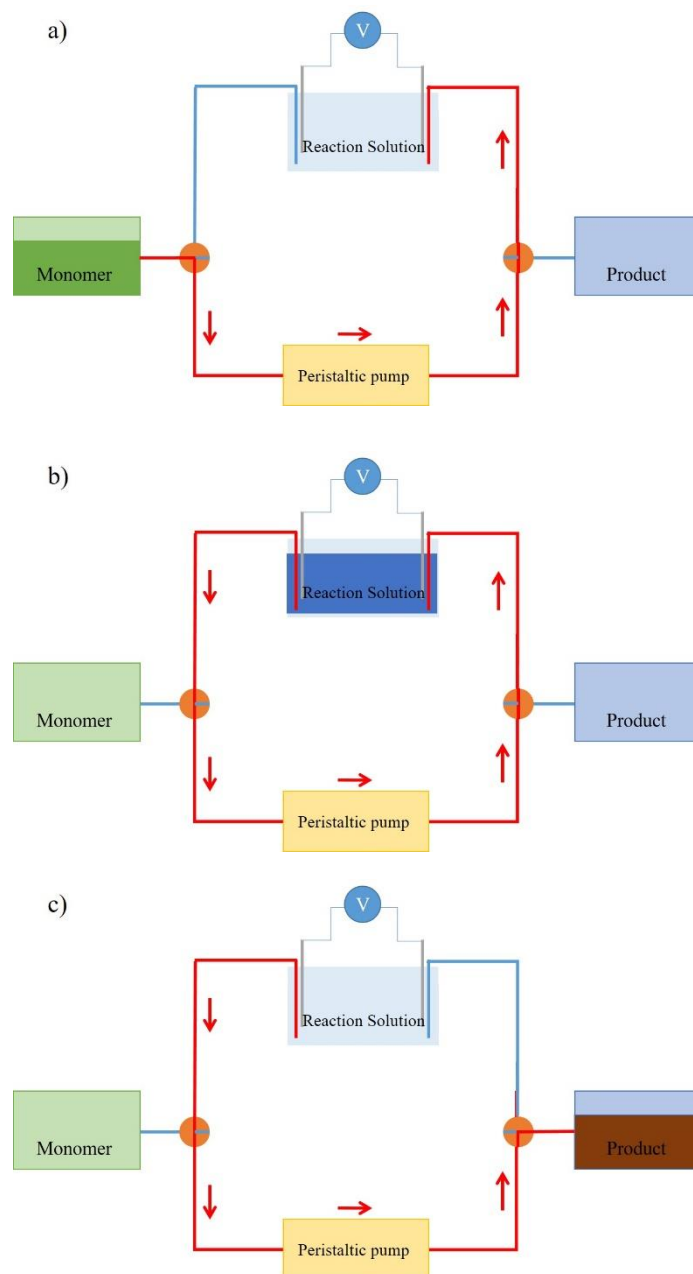 a)
V
Reaction Solution
Monomer
Product
Peristaltic pump
b)
V
Reaction Solution
Monomer
Product
Peristaltic pump
c)
V
Reaction Solution
Monomer
Product
Peristaltic pump